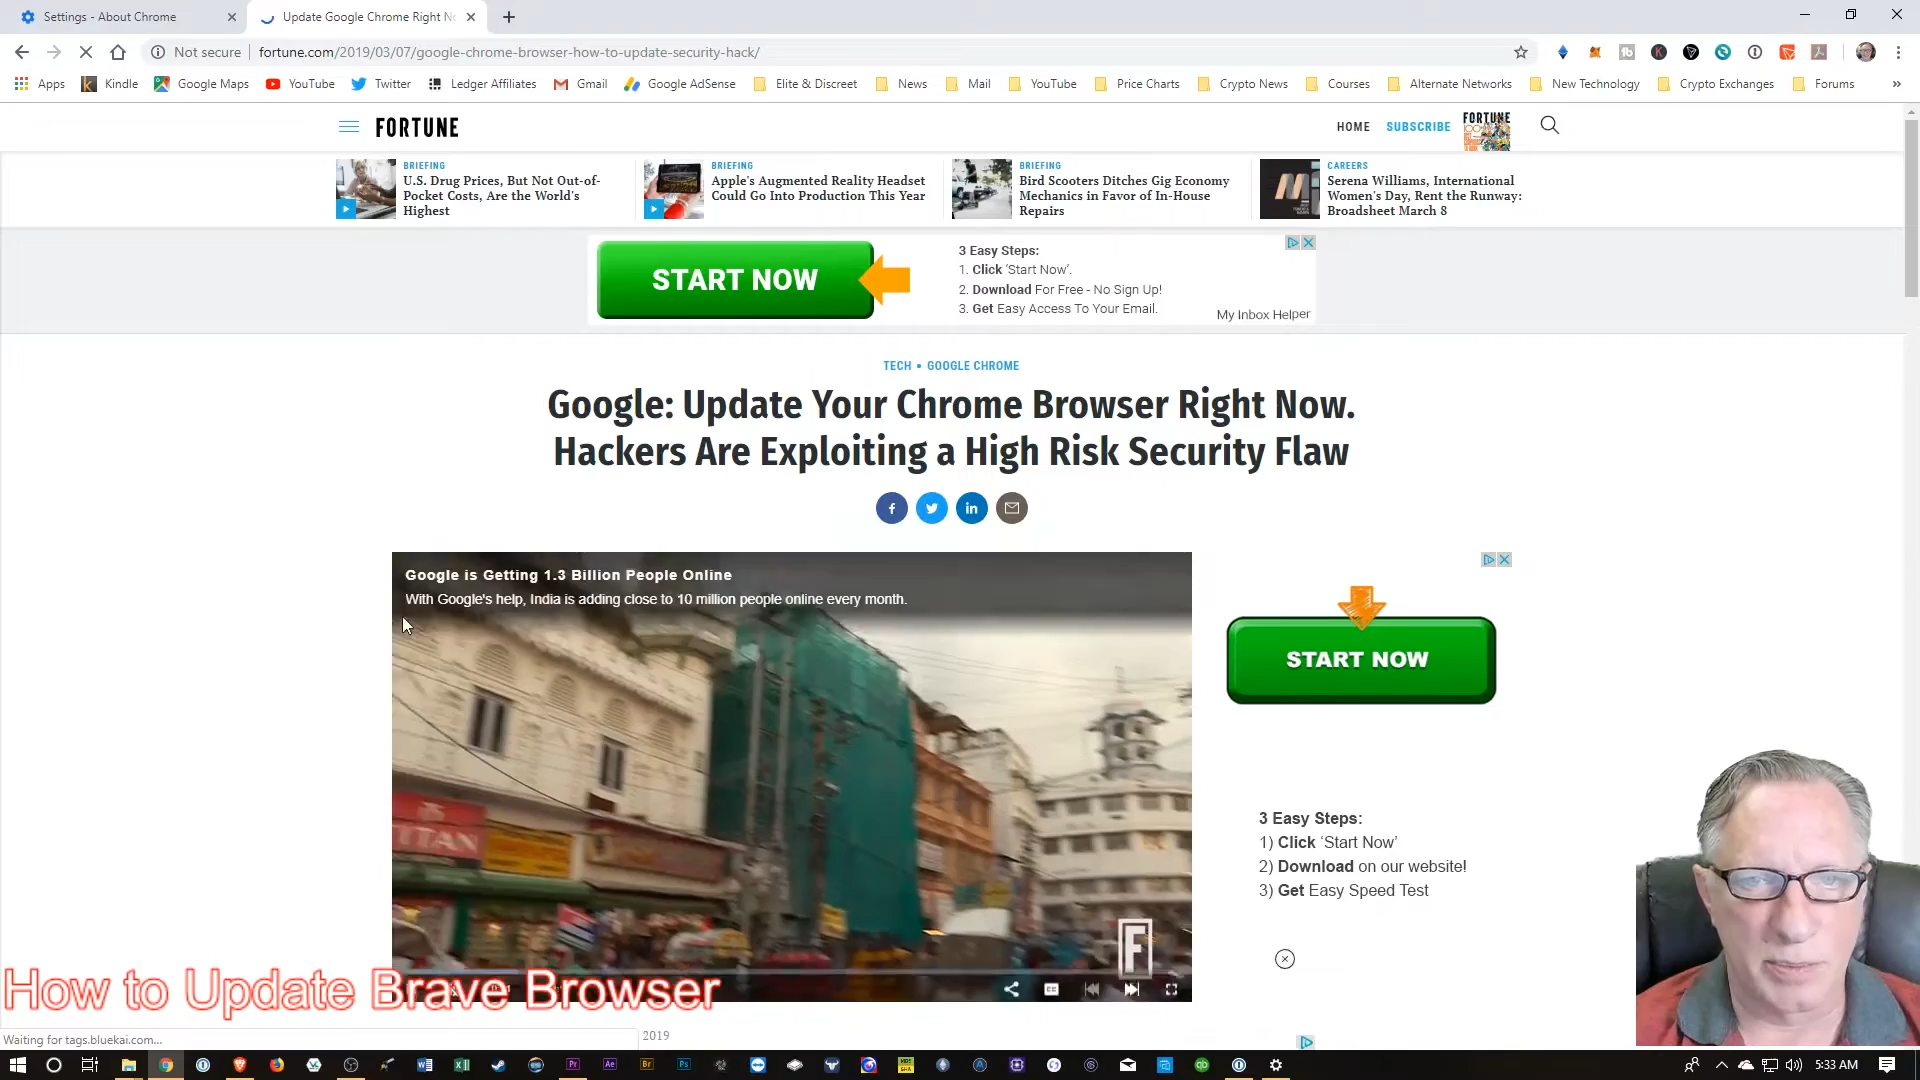 Settings - About Chrome
Update Google Chrome Right N
Not secure
fortune.com/2019/03/07/google-chrome-browser-how-to-update-security-hack/
Apps
Kindle
Google Maps
YouTube
Twitter
Ledger Affiliates
Gmail
Google AdSense
Elite & Discreet
News
Mail
YouTube
Price Charts
Crypto News
Courses
Alternate Networks
New Technology
Crypto Exchanges
Forums
»
FORTUNE
HOME
SUBSCRIBE
FORTUNE
BRIEFING
U.S. Drug Prices, But Not Out-of-
Pocket Costs, Are the World's
Highest
BRIEFING
Apple's Augmented Reality Headset
Could Go Into Production This Year
BRIEFING
Bird Scooters Ditches Gig Economy
Mechanics in Favor of In-House
Repairs
CAREERS
Serena Williams, International
Women's Day, Rent the Runway:
Broadsheet March 8
START NOW
3 Easy Steps:
1. Click 'Start Now'.
2. Download For Free - No Sign Up!
3. Get Easy Access To Your Email.
My Inbox Helper
TECH • GOOGLE CHROME
Google: Update Your Chrome Browser Right Now.
Hackers Are Exploiting a High Risk Security Flaw
Google is Getting 1.3 Billion People Online
With Google's help, India is adding close to 10 million people online every month.
TITAN
F
START NOW
3 Easy Steps:
1) Click ‘Start Now’
2) Download on our website!
3) Get Easy Speed Test
How to Update Brave Browser
Waiting for tags.bluekai.com...
2019
5:33 AM